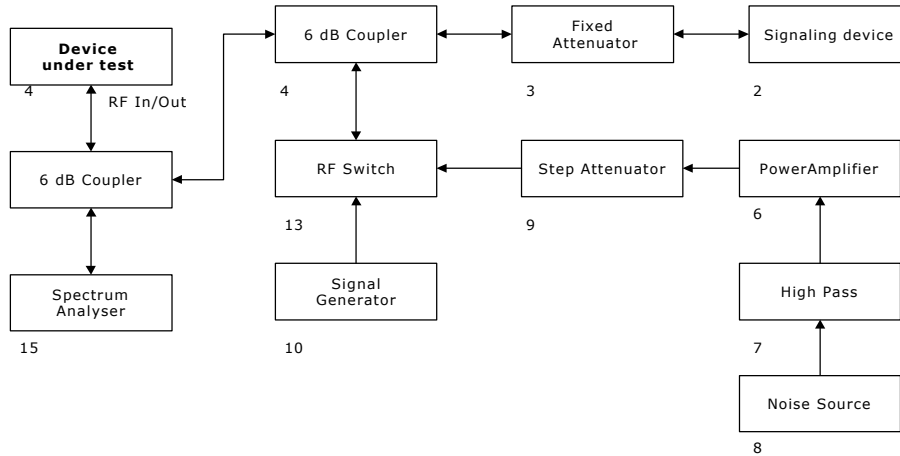 Device
under test
4
RF In/Out
6 dB Coupler
Spectrum
Analyser
15
6 dB Coupler
4
Fixed
Attenuator
3
Signaling device
2
RF Switch
13
Step Attenuator
9
PowerAmplifier
6
Signal
Generator
10
High Pass
7
Noise Source
8